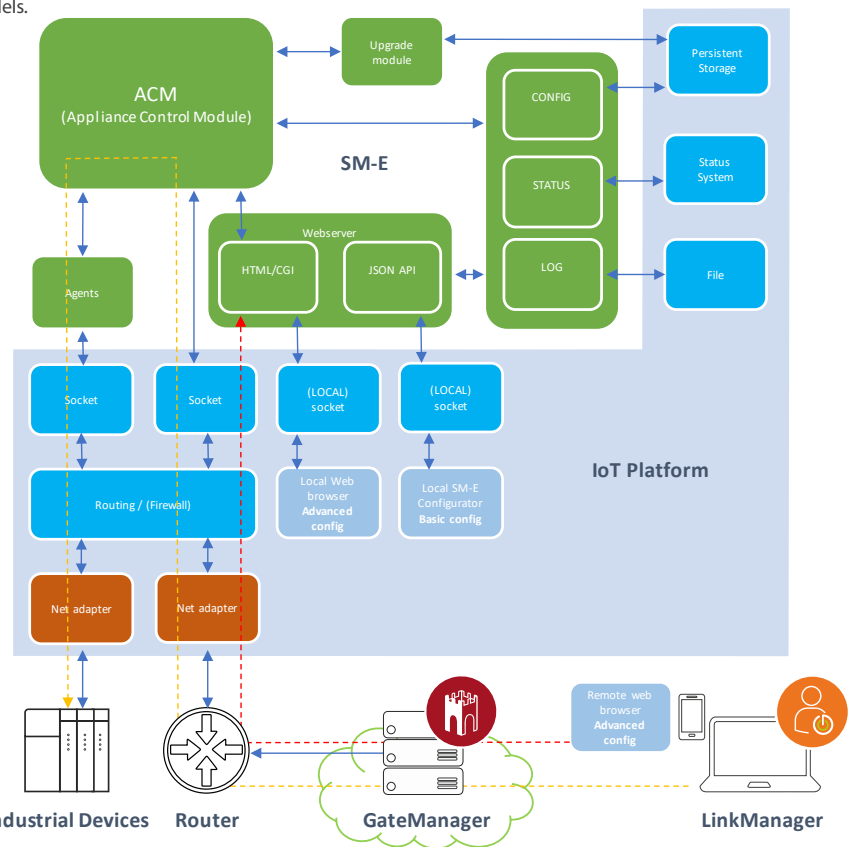 dels.
Upgrade
module
Persistent
Storage
ACM
(Appliance Control Module)
CONFIG
SM-E
Status
System
STATUS
Webserver
HTML/CGI
JSON API
LOG
File
Agents
Socket
Socket
(LOCAL)
socket
(LOCAL)
socket
IoT Platform
Routing / (Firewall)
Local Web
browser
Advanced
config
Local SM-E
Configurator
Basic config
Net adapter
Net adapter
Remote web
browser
Advanced
config
ndustrial Devices
Router
GateManager
LinkManager